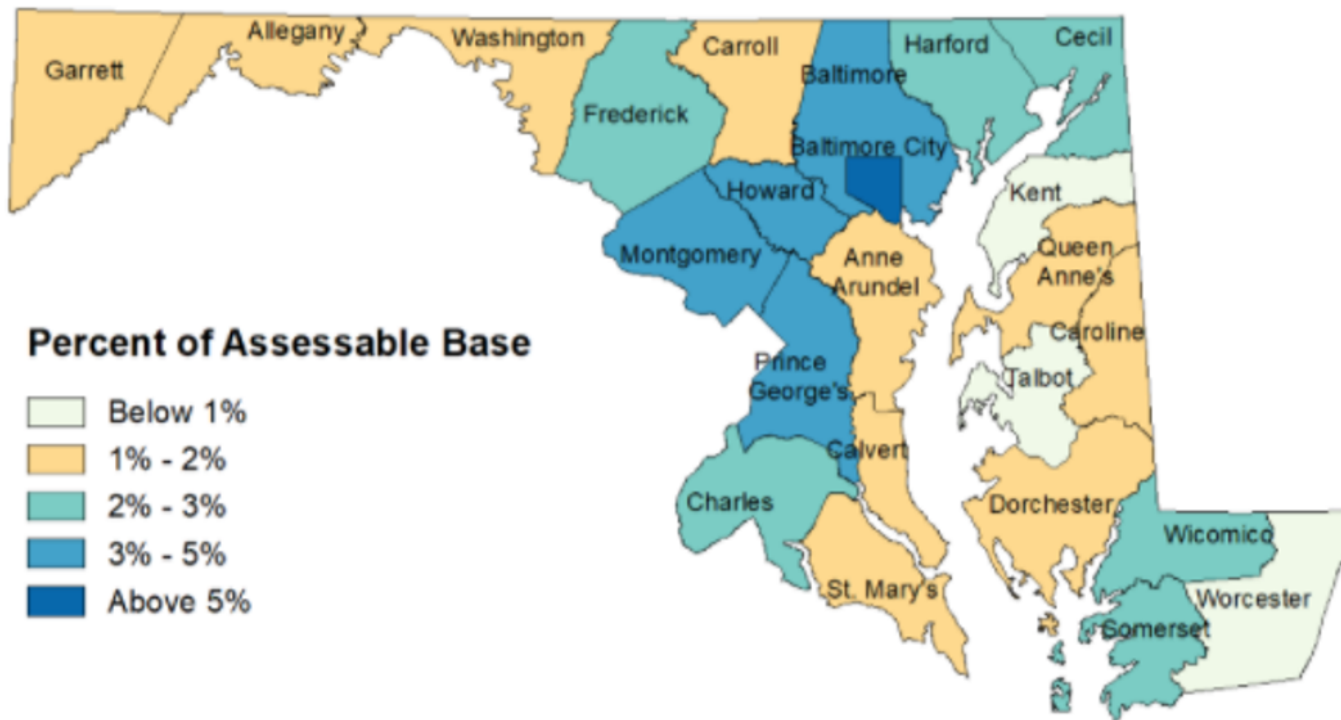 Garrett
Allegany
Washington
Frederick
Carroll
Baltimore
Harford
Cecil
Baltimore City
Howard
Montgomery
Kent
Queen
Anne's
Anne
Arundel
Caroline
Talbot
Prince
George's
Calvert
Charles
Dorchester
St. Mary's
Wicomico
Worcester
Somerset
Percent of Assessable Base
Below 1%
1% - 2%
2% - 3%
3% - 5%
Above 5%